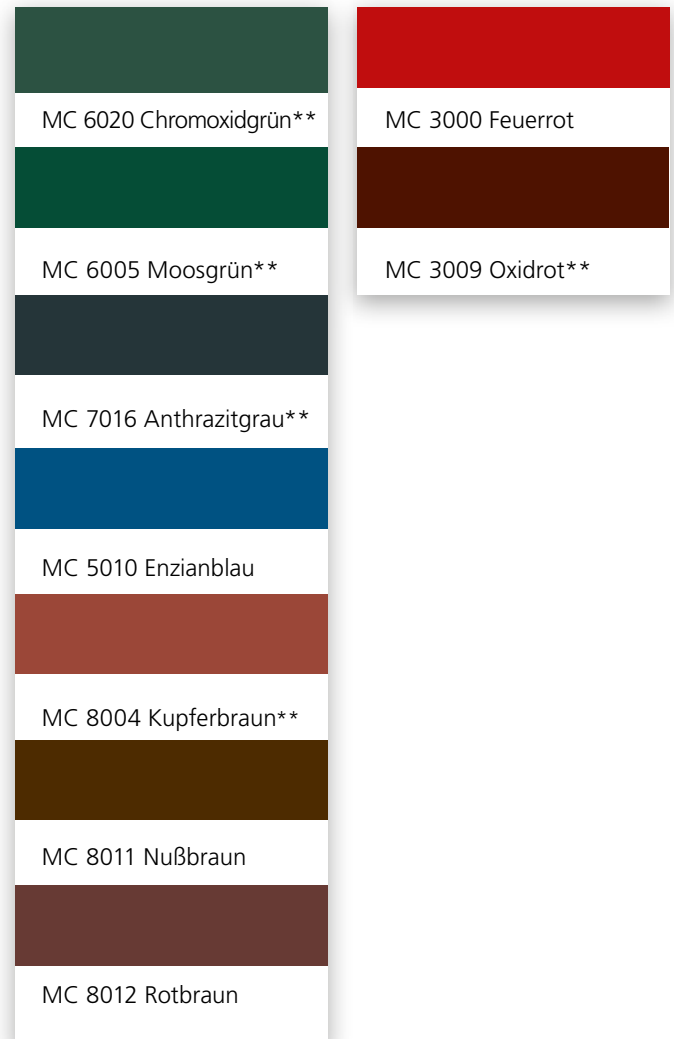 MC 6020 Chromoxidgrün**
MC 6005 Moosgrün**
MC 7016 Anthrazitgrau**
MC 5010 Enzianblau
MC 8004 Kupferbraun**
MC 8011 Nußbraun
MC 8012 Rotbraun
MC 3000 Feuerrot
MC 3009 Oxidrot**